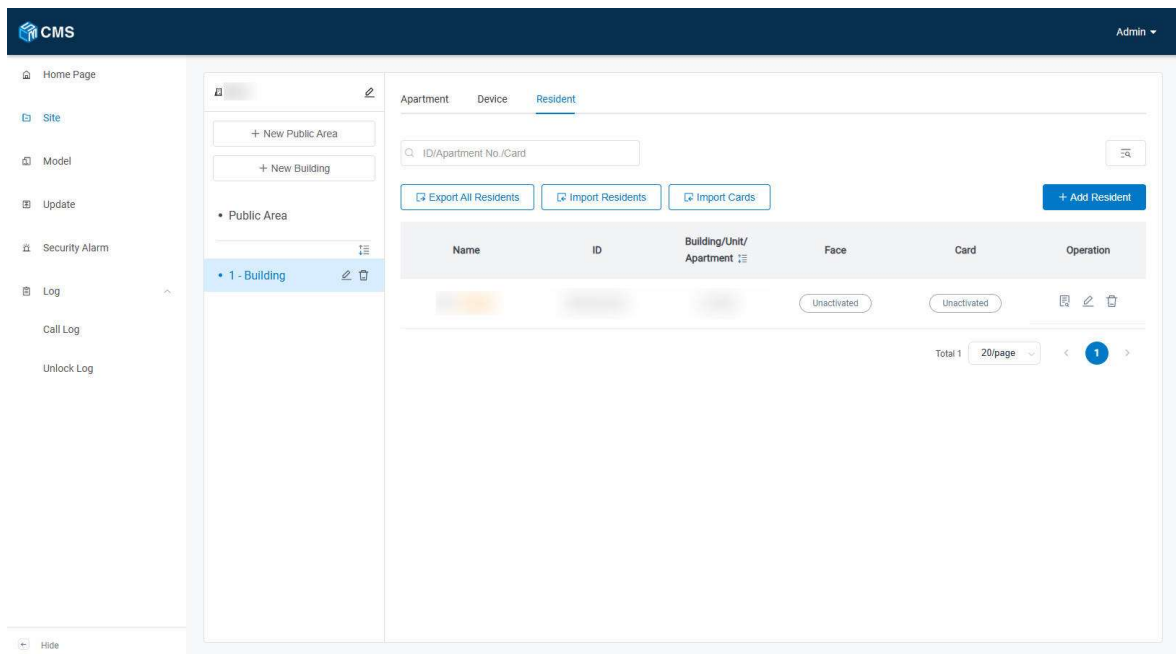 CMS
Admin
Home Page
Site
Model
Update
Security Alarm
Log
Call Log
Unlock Log
Hide
+ New Public Area
+ New Building
• Public Area
• 1 - Building
Apartment Device Resident
ID/Apartment No./Card
Export All Residents Import Residents Import Cards + Add Resident
Name ID Building/Unit/
Apartment Face Card Operation
Unactivated Unactivated
Total 1 20/page < 1 >